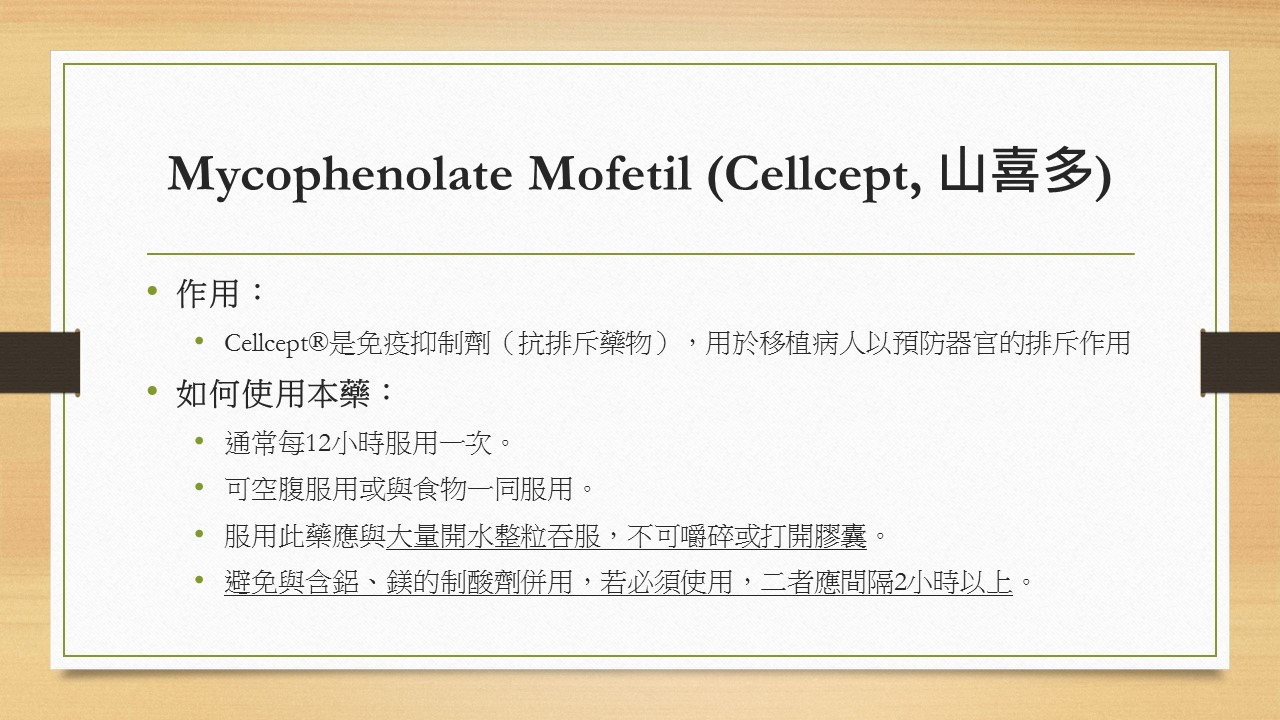 Mycophenolate Mofetil (Cellcept, 山喜多)
• 作用：
• Cellcept®是免疫抑制劑（抗排斥藥物），用於移植病人以預防器官的排斥作用
• 如何使用本藥：
• 通常每12小時服用一次。
• 可空腹服用或與食物一同服用。
• 服用此藥應與大量開水整粒吞服，不可嚼碎或打開膠囊。
• 避免與含鋁、鎂的制酸劑併用，若必須使用，二者應間隔2小時以上。